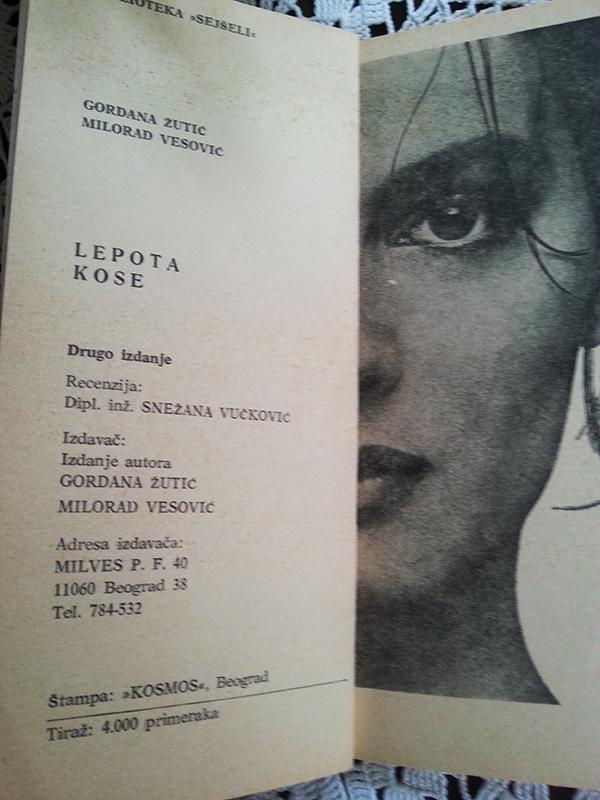 LIOTEKA »SEJŠELI«
GORDANA ŽUTIĆ
MILORAD VESOVIĆ
LEPOTA
KOSE
Drugo izdanje
Recenzija:
Dipl. inž. SNEŽANA VUČKOVIĆ
Izdavač:
Izdanje autora
GORDANA ŽUTIĆ
MILORAD VESOVIĆ
Adresa izdavača:
MILVES P. F. 40
11060 Beograd 38
Tel. 784-532
Štampa: »KOSMOS«, Beograd
Tiraž: 4.000 primeraka